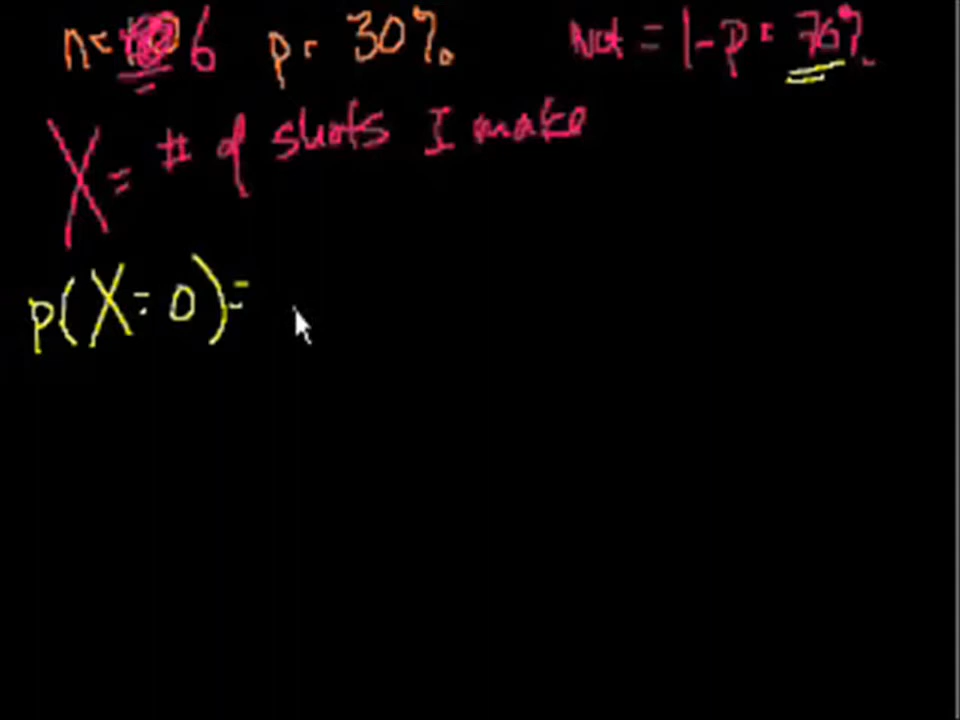 n= 6 p= 30% Not = 1-p= 70%
X= # of shots I make
p(X=0)=